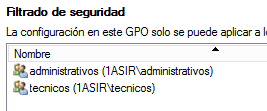 Filtrado de seguridad
La configuración en este GPO solo se puede aplicar a
Nombre
administrativos (1ASIR\administrativos)
tecnicos (1ASIR\tecnicos)